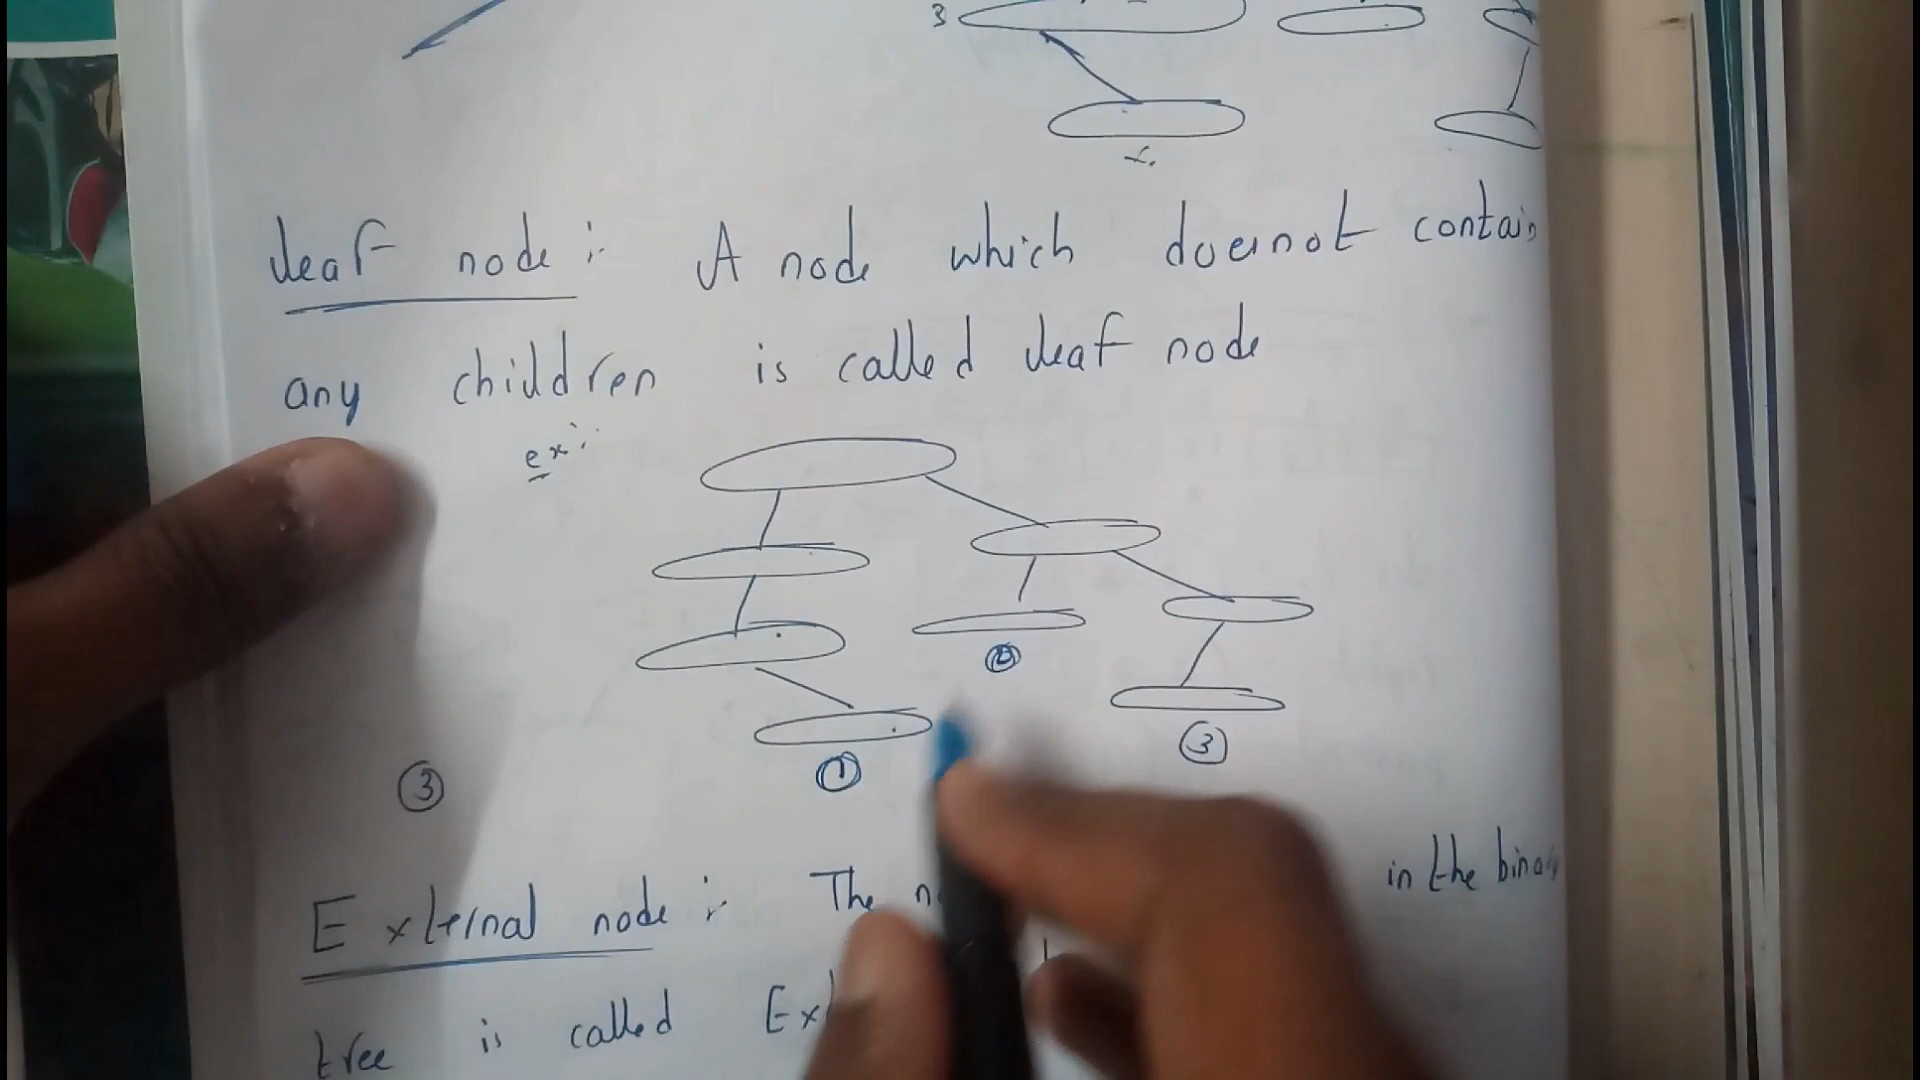 3
x.
leaf node :- A node which doesnot contain
any children is called leaf node
ex:-
②
③
①
③
External node :- The in the binary
tree is called